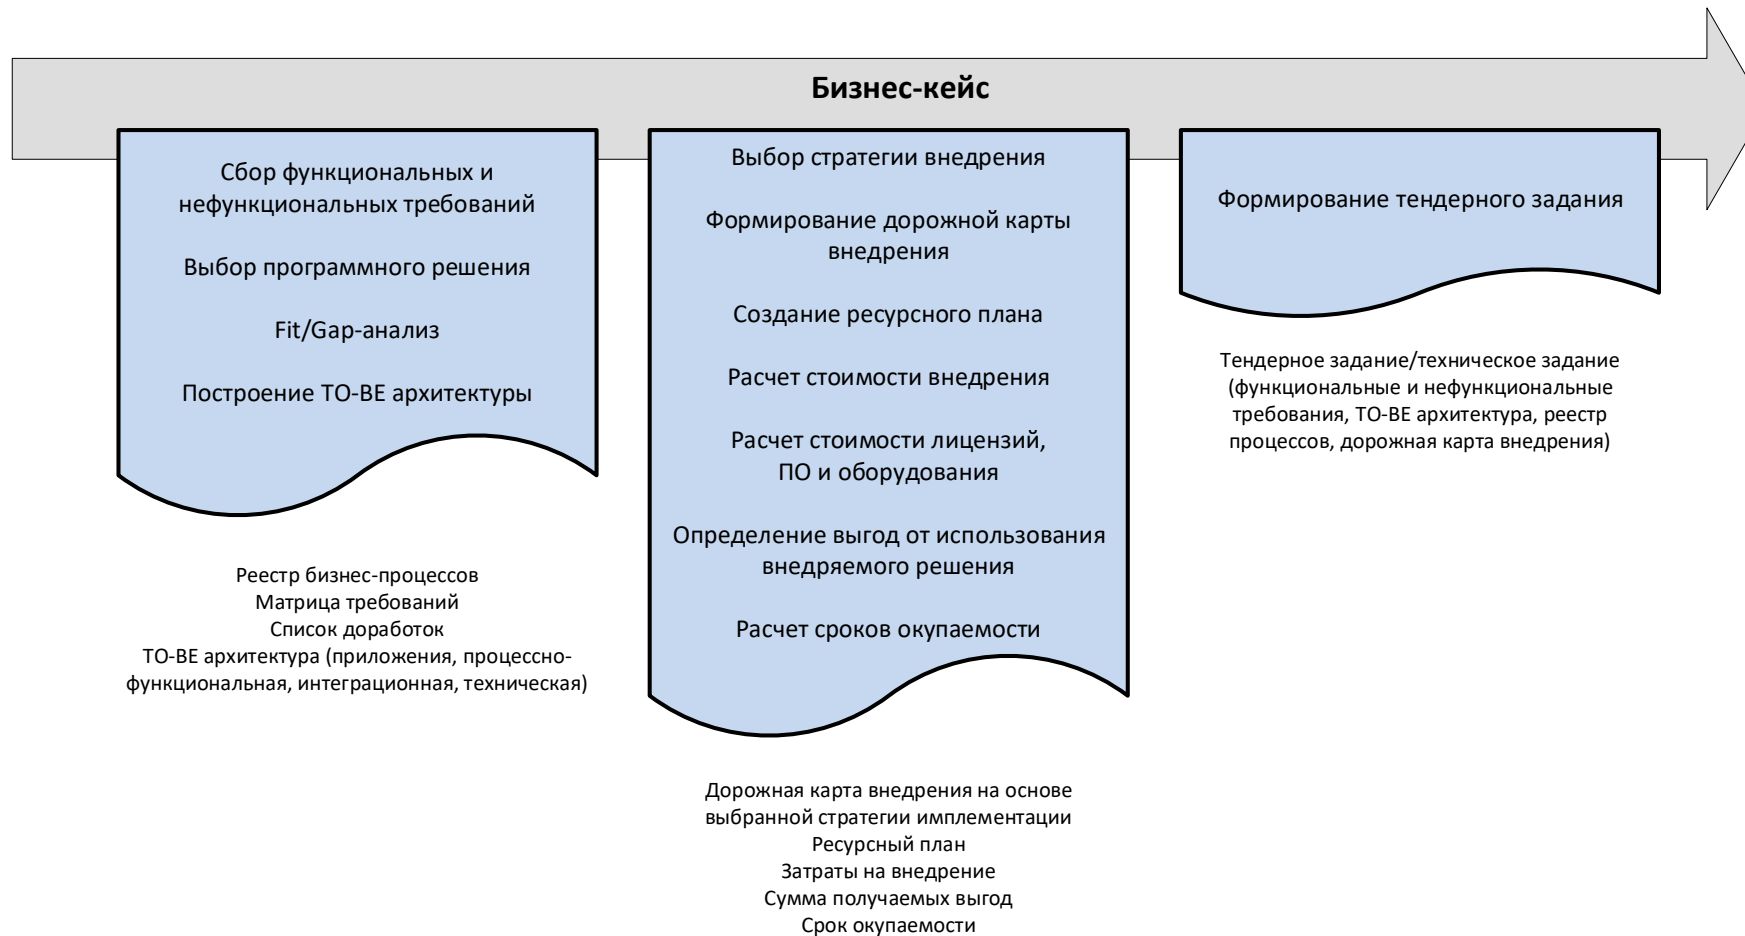 Бизнес-кейс
Сбор функциональных и
нефункциональных требований
Выбор программного решения
Fit/Gap-анализ
Построение TO-BE архитектуры
Реестр бизнес-процессов
Матрица требований
Список доработок
TO-BE архитектура (приложения, процессно-
функциональная, интеграционная, техническая)
Выбор стратегии внедрения
Формирование дорожной карты
внедрения
Создание ресурсного плана
Расчет стоимости внедрения
Расчет стоимости лицензий,
ПО и оборудования
Определение выгод от использования
внедряемого решения
Расчет сроков окупаемости
Дорожная карта внедрения на основе
выбранной стратегии имплементации
Ресурсный план
Затраты на внедрение
Сумма получаемых выгод
Срок окупаемости
Формирование тендерного задания
Тендерное задание/техническое задание
(функциональные и нефункциональные
требования, TO-BE архитектура, реестр
процессов, дорожная карта внедрения)